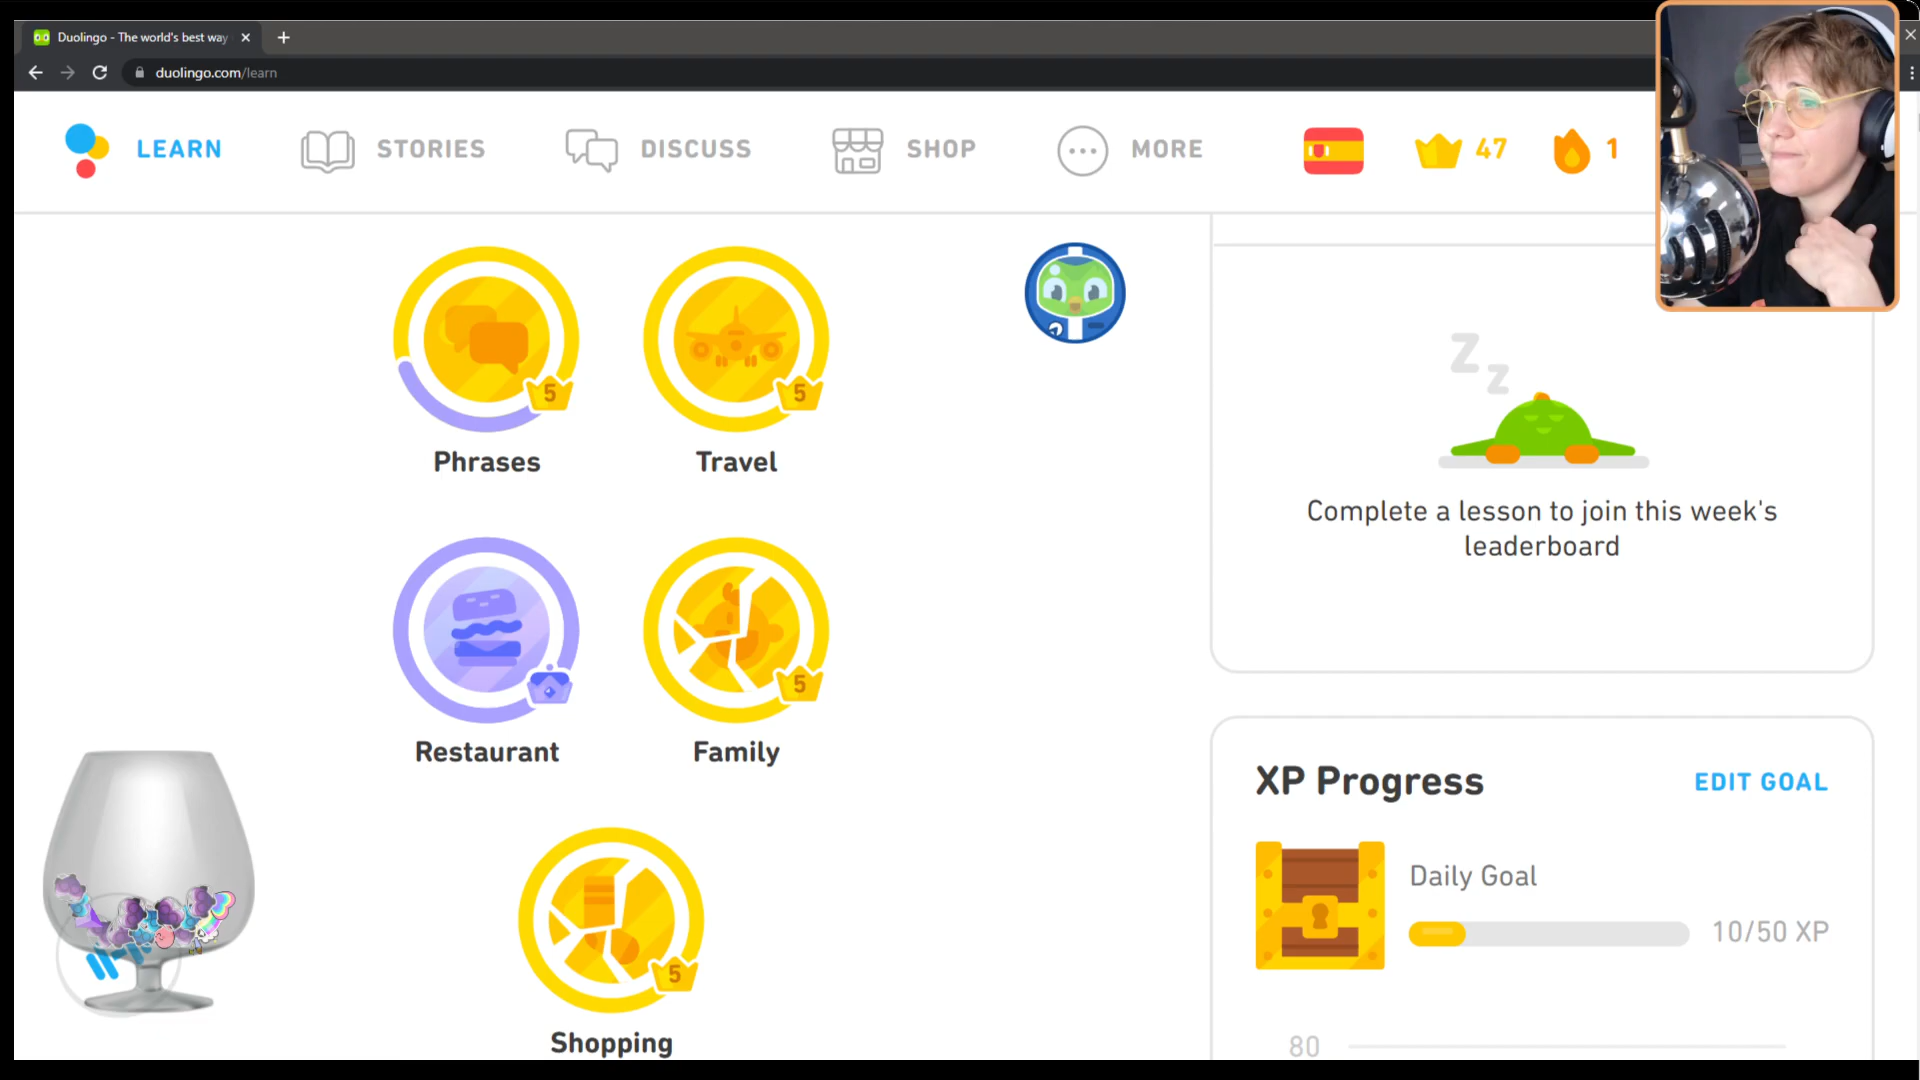 Duolingo - The world's best way
duolingo.com/learn
LEARN
STORIES
DISCUSS
SHOP
MORE
47
1
5
5
Phrases
Travel
5
Restaurant
Family
5
Shopping
Z
Z
Complete a lesson to join this week's
leaderboard
XP Progress
EDIT GOAL
Daily Goal
10/50 XP
80